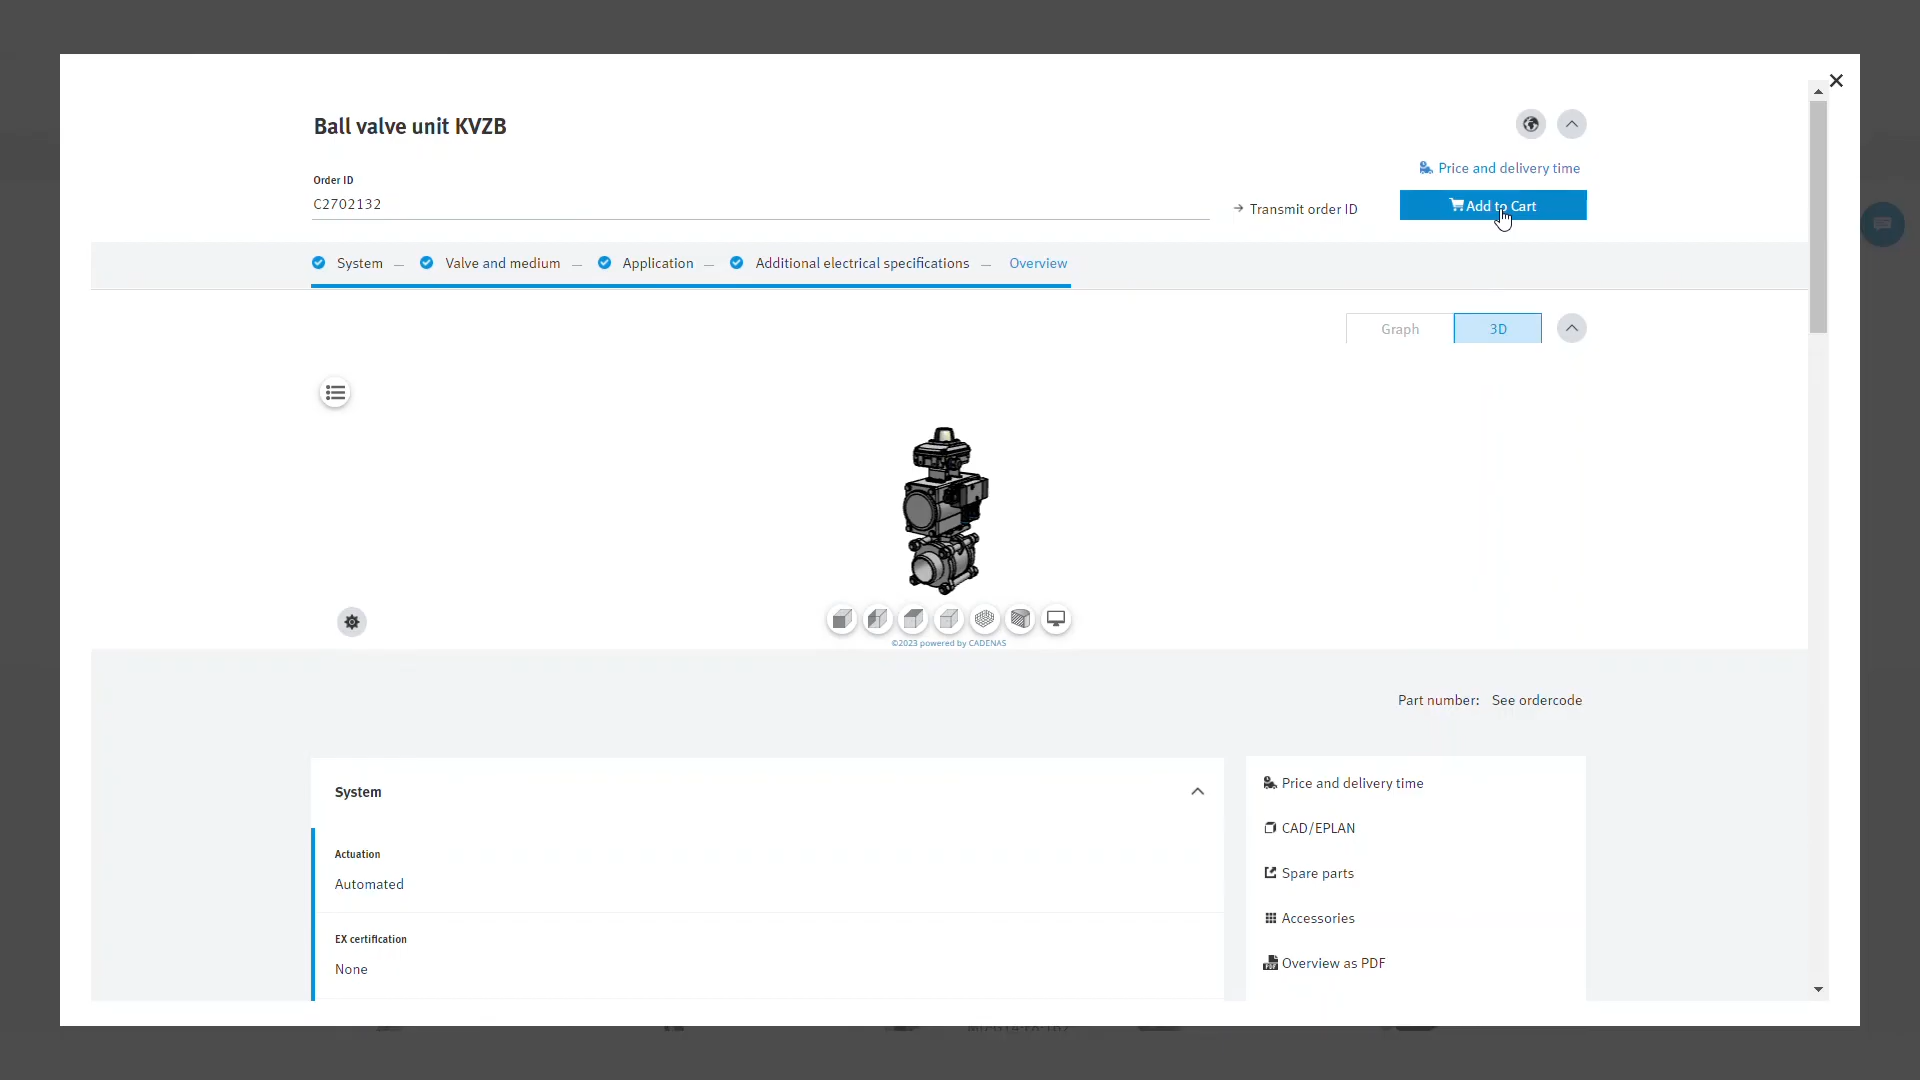 Ball valve unit KVZB
Price and delivery time
Order ID
C2702132
Transmit order ID
Add to Cart
System
Valve and medium
Application
Additional electrical specifications
Overview
Graph
3D
©2023 powered by CADENAS
Part number: See ordercode
System
Price and delivery time
CAD/EPLAN
Actuation
Spare parts
Automated
Accessories
EX certification
Overview as PDF
None